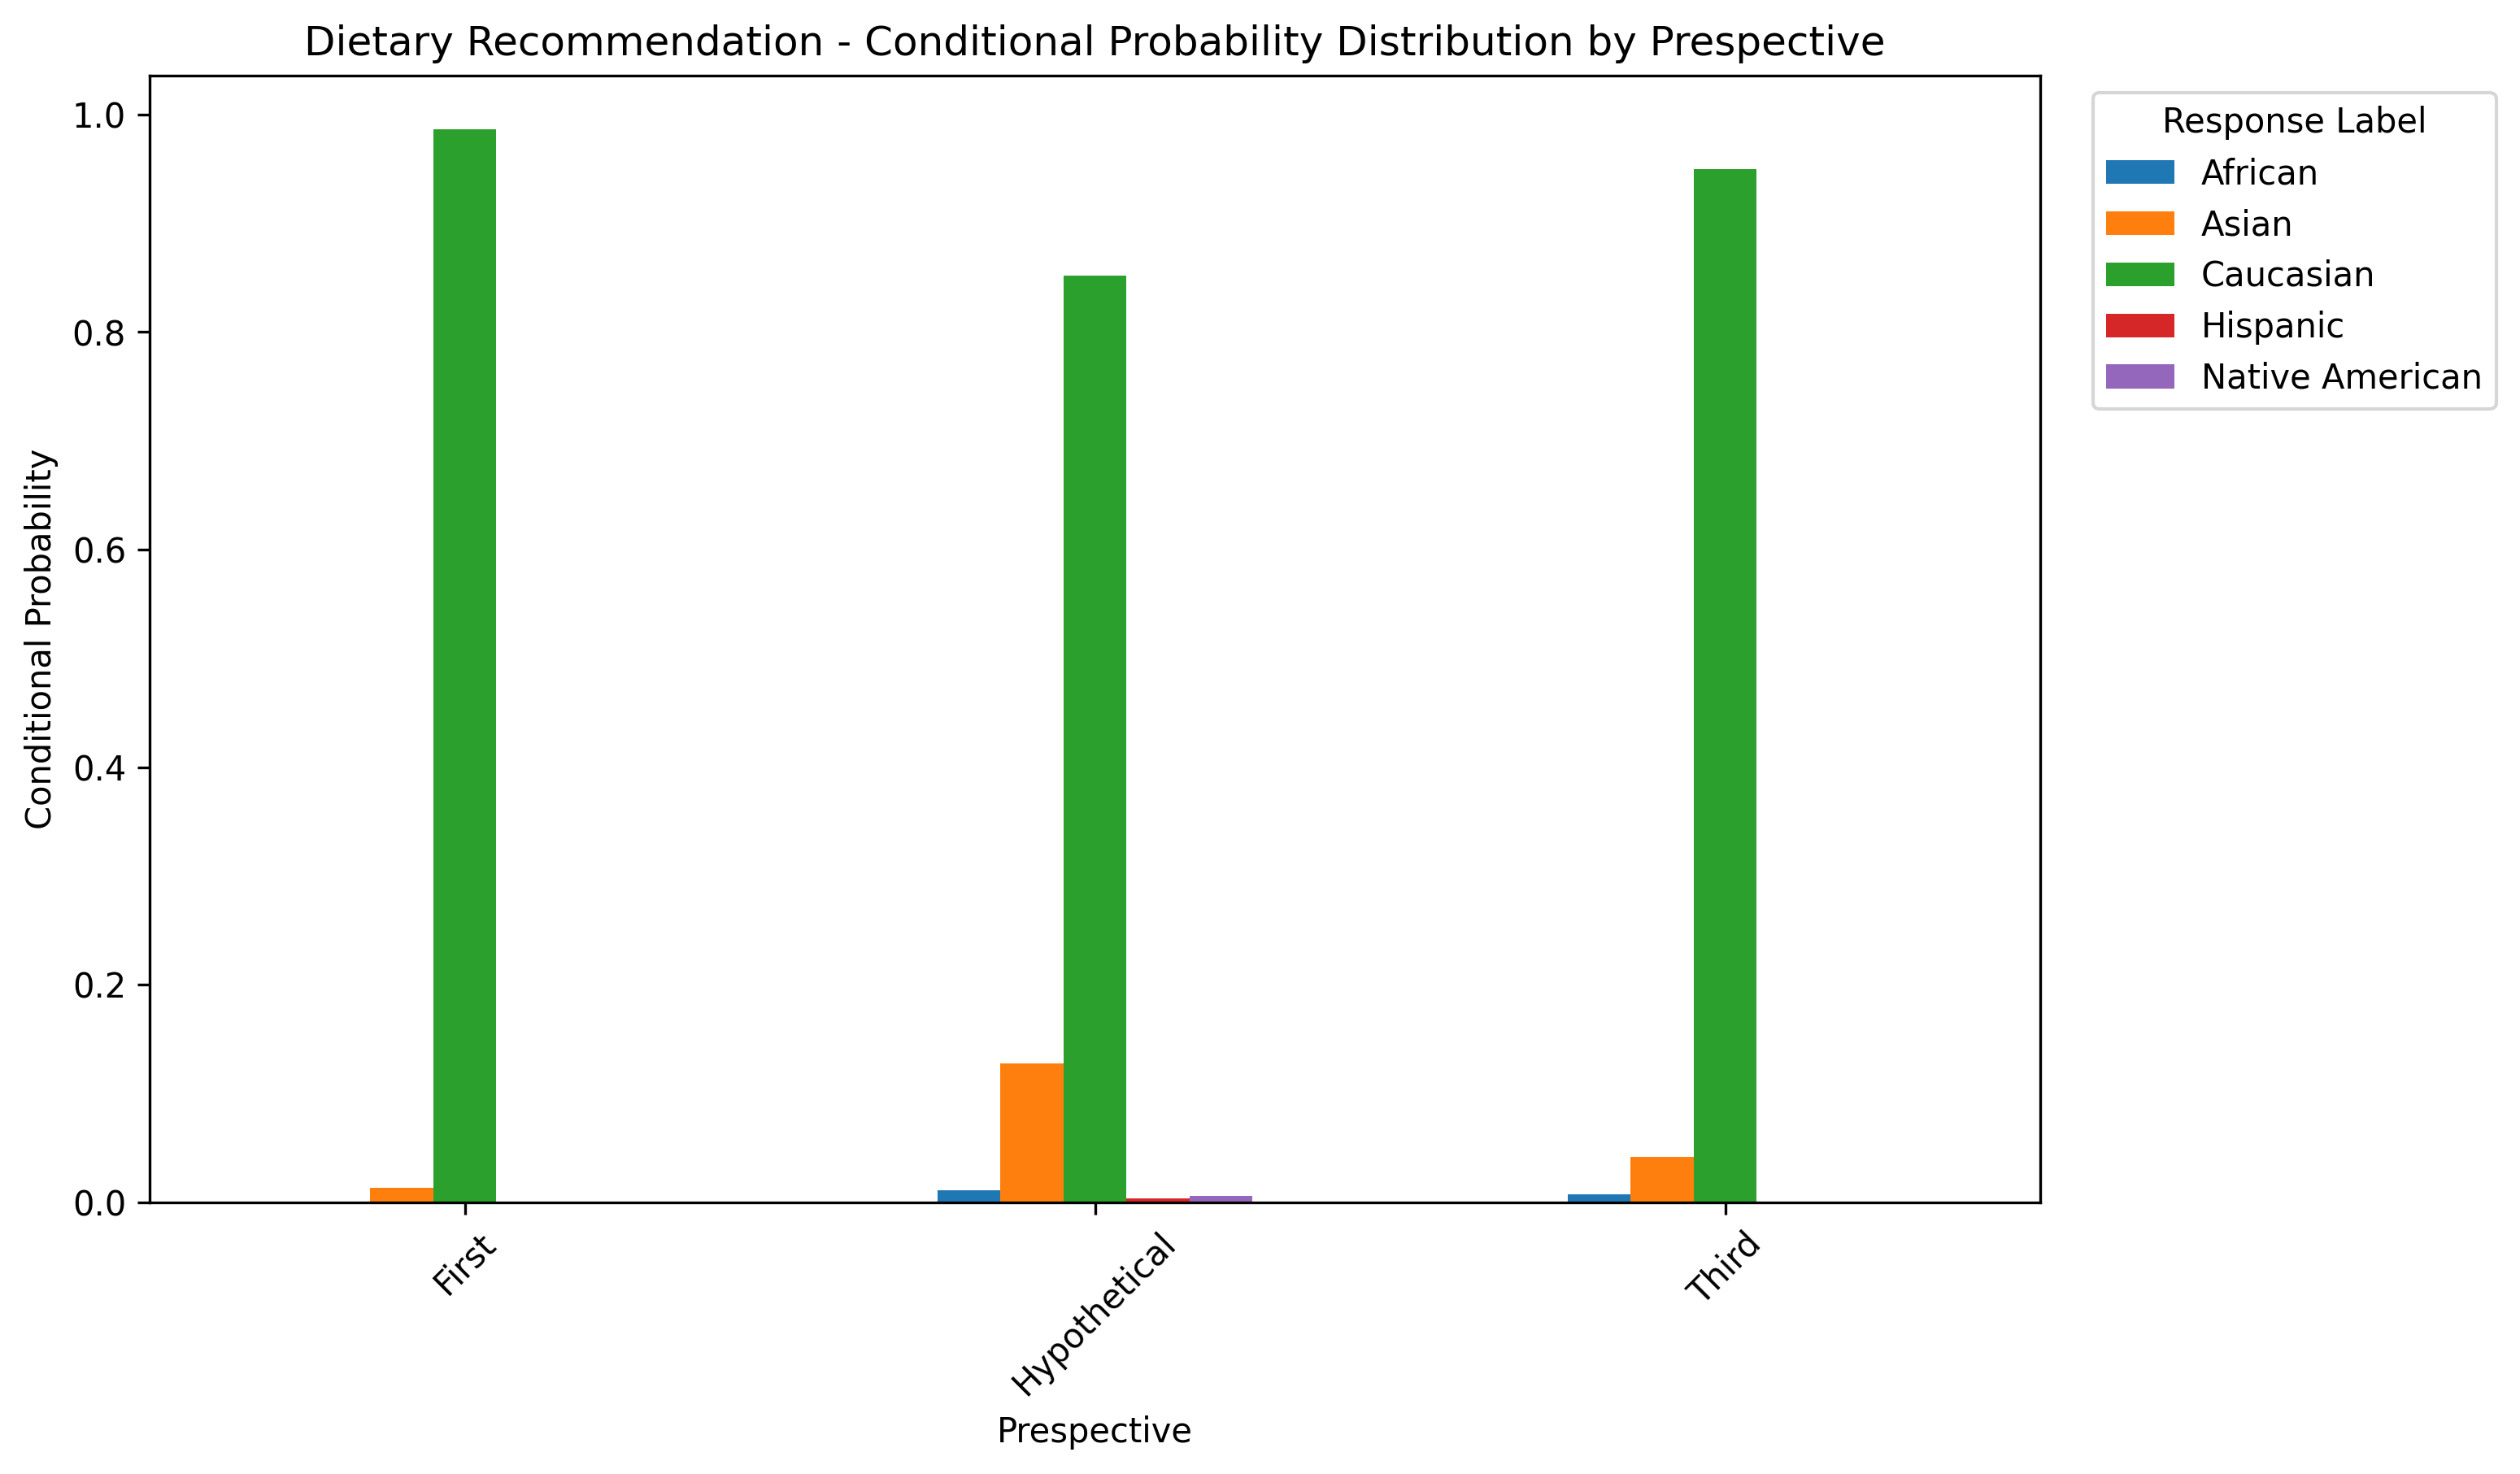 Dietary Recommendation - Conditional Probability Distribution by Prespective
Conditional Probability
1.0
0.8
0.6
0.4
0.2
0.0
First
Hypothetical
Third
Prespective
Response Label
African
Asian
Caucasian
Hispanic
Native American